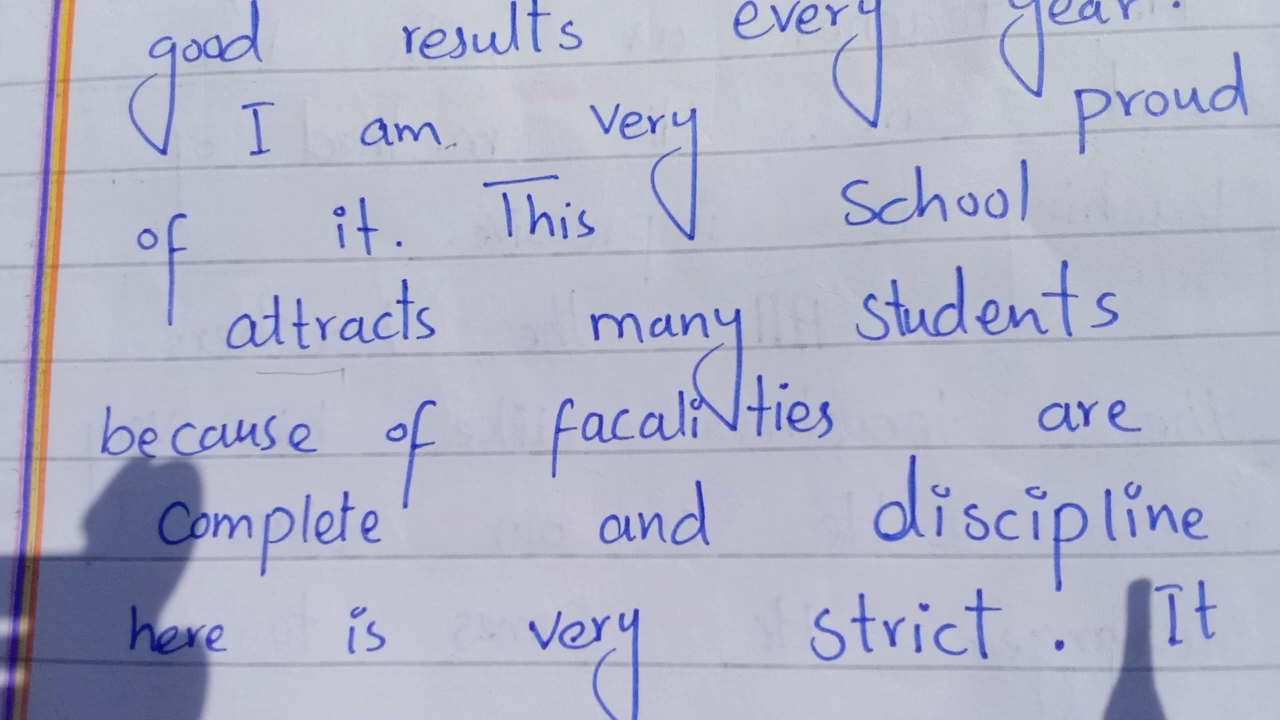 good results every year.
I am very proud
of it. This School
attracts many students
because of facalities are
Complete and discipline
here is very strict. It